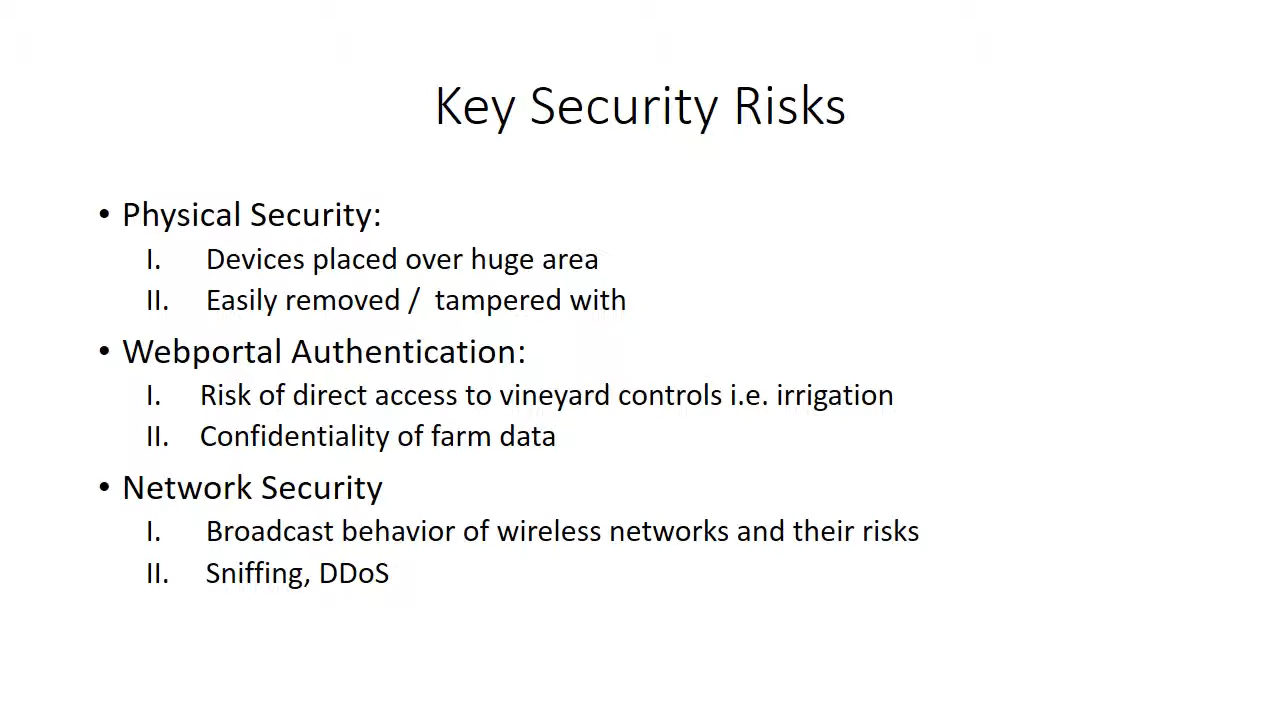 Key Security Risks
• Physical Security:
I. Devices placed over huge area
II. Easily removed / tampered with
• Webportal Authentication:
I. Risk of direct access to vineyard controls i.e. irrigation
II. Confidentiality of farm data
• Network Security
I. Broadcast behavior of wireless networks and their risks
II. Sniffing, DDoS